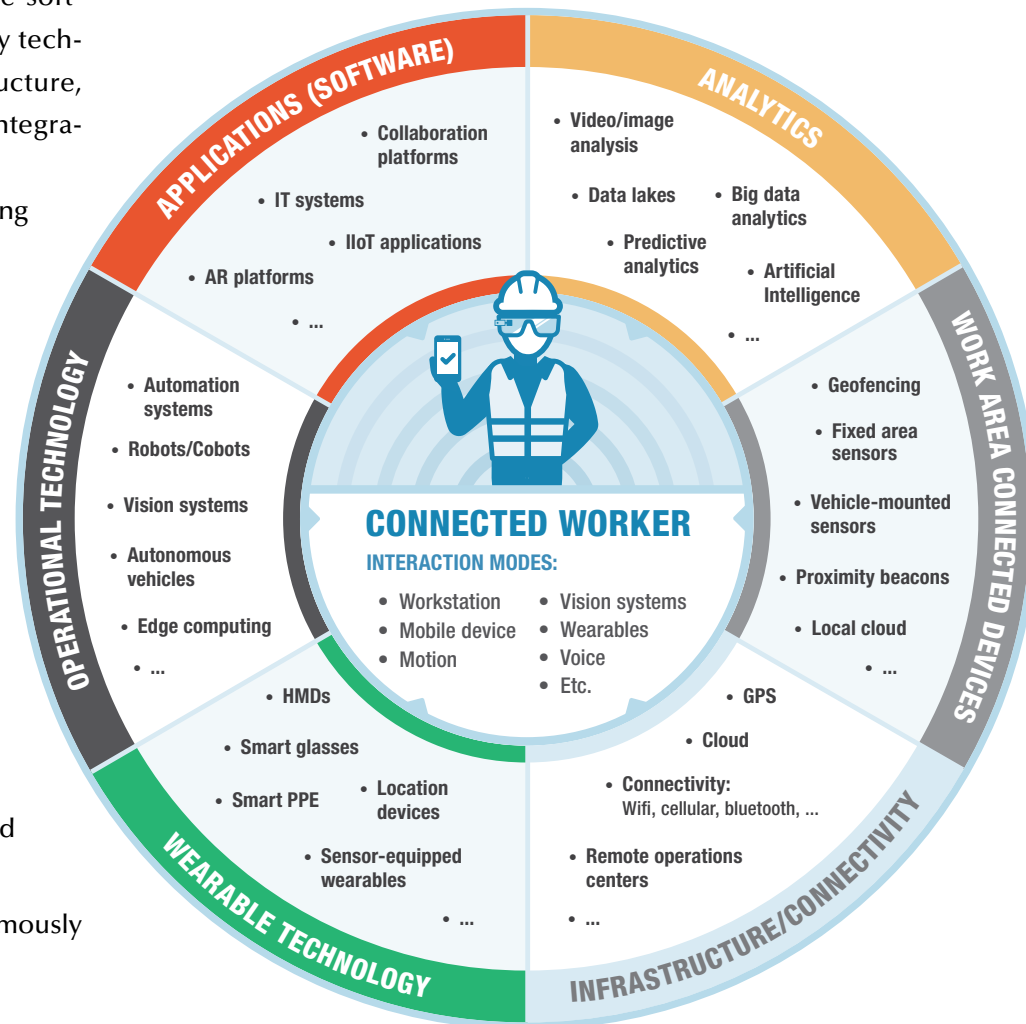 e soft-
y tech-
ucture,
ntegra-
ng
d
mously
APPLICATIONS (SOFTWARE)
• Collaboration
platforms
• IT systems
• IIoT applications
• AR platforms
• ...
ANALYTICS
• Video/image
analysis
• Data lakes
• Big data
analytics
• Predictive
analytics
• Artificial
Intelligence
• ...
WORK AREA CONNECTED DEVICES
• Geofencing
• Fixed area
sensors
• Vehicle-mounted
sensors
• Proximity beacons
• Local cloud
• ...
INFRASTRUCTURE/CONNECTIVITY
• GPS
• Cloud
• Connectivity:
Wifi, cellular, bluetooth, ...
• Remote operations
centers
• ...
WEARABLE TECHNOLOGY
• HMDs
• Smart glasses
• Smart PPE
• Location
devices
• Sensor-equipped
wearables
• ...
OPERATIONAL TECHNOLOGY
• Automation
systems
• Robots/Cobots
• Vision systems
• Autonomous
vehicles
• Edge computing
• ...
CONNECTED WORKER
INTERACTION MODES:
• Workstation
• Mobile device
• Motion
• Vision systems
• Wearables
• Voice
• Etc.